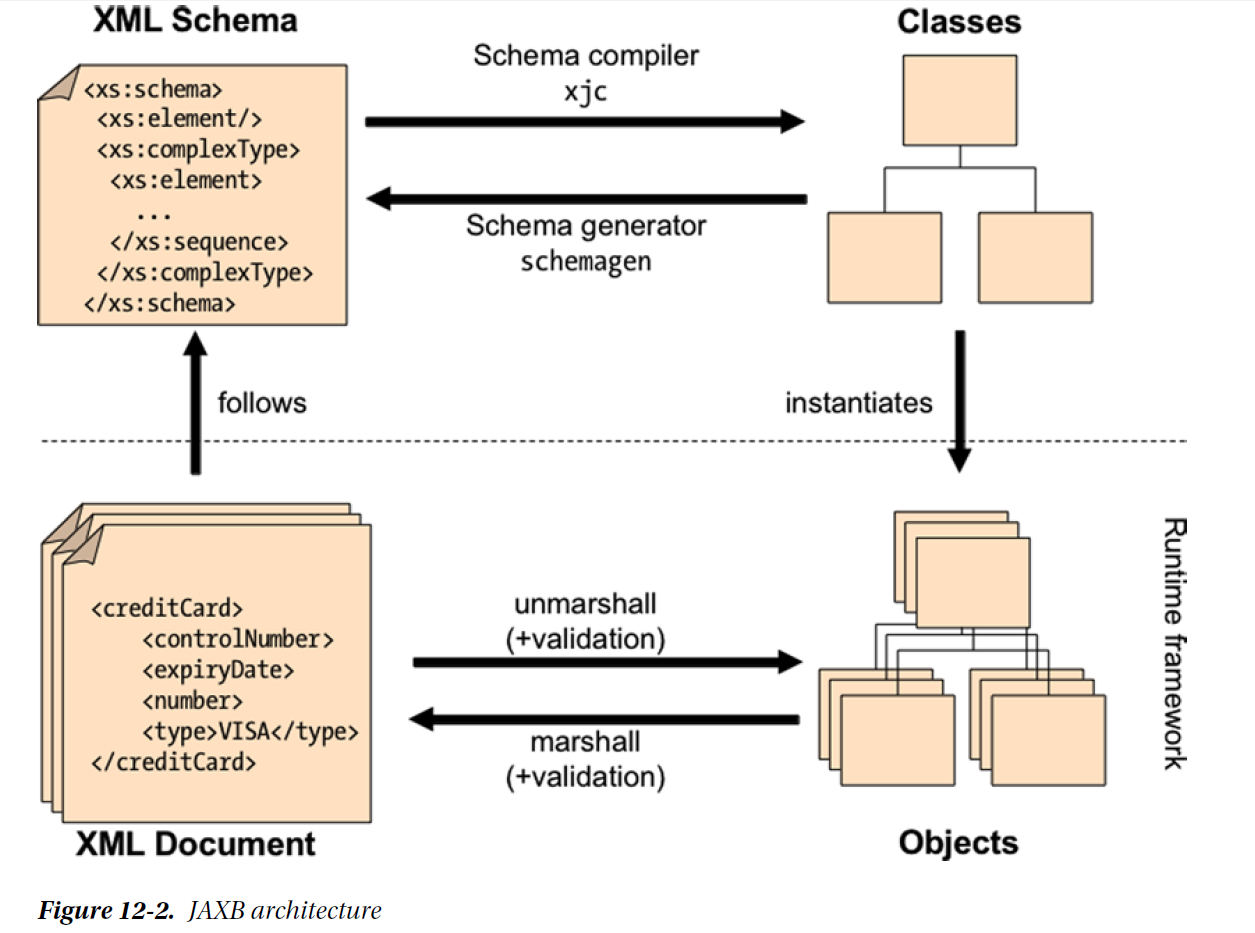 XML Schema
<xs:schema>
<xs:element/>
<xs:complexType>
<xs:element>
...
</xs:sequence>
</xs:complexType>
</xs:schema>
Schema compiler
xjc
Schema generator
schemagen
Classes
follows
instantiates
<creditCard>
<controlNumber>
<expiryDate>
<number>
<type>VISA</type>
</creditCard>
XML Document
unmarshall
(+validation)
marshall
(+validation)
Objects
Runtime framework
Figure 12-2. JAXB architecture